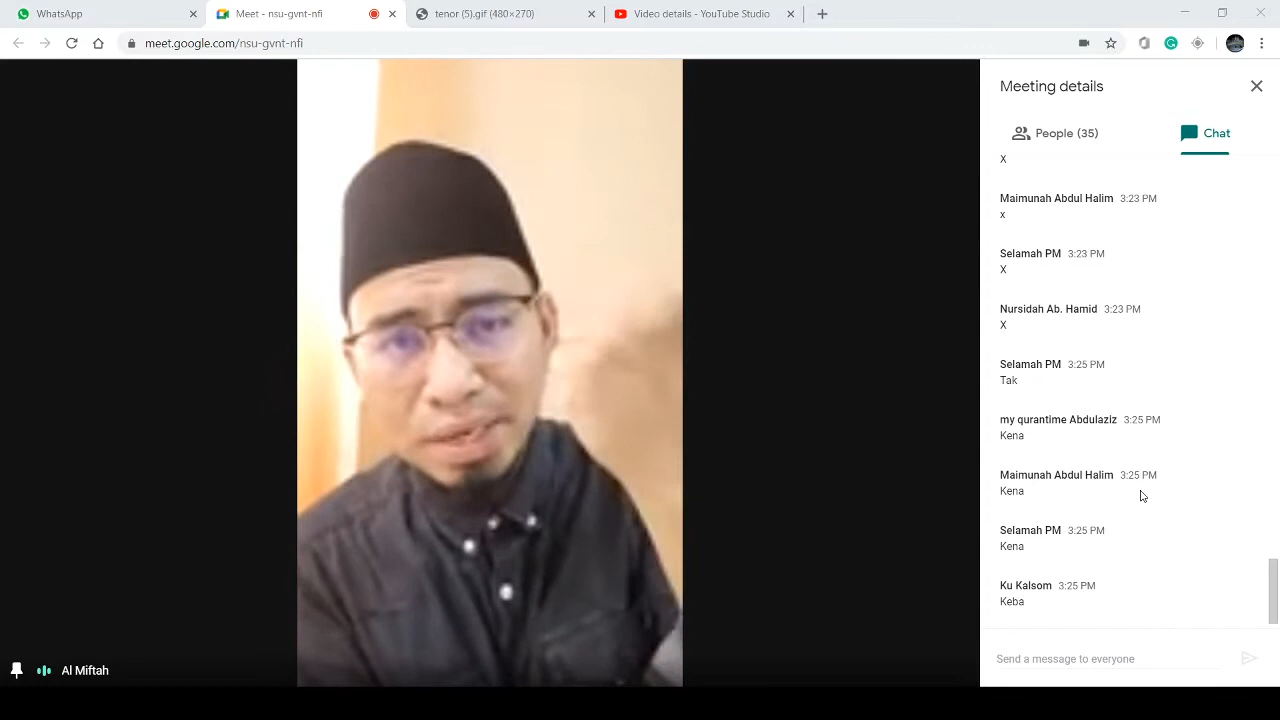 WhatsApp
Meet - nsu-gvnt-nfi
tenor (5).gif (480×270)
Video details - YouTube Studio
meet.google.com/nsu-gvnt-nfi
Meeting details
People (35)
Chat
X
Maimunah Abdul Halim 3:23 PM
x
Selamah PM 3:23 PM
X
Nursidah Ab. Hamid 3:23 PM
X
Selamah PM 3:25 PM
Tak
my qurantime Abdulaziz 3:25 PM
Kena
Maimunah Abdul Halim 3:25 PM
Kena
Selamah PM 3:25 PM
Kena
Ku Kalsom 3:25 PM
Keba
Send a message to everyone
Al Miftah